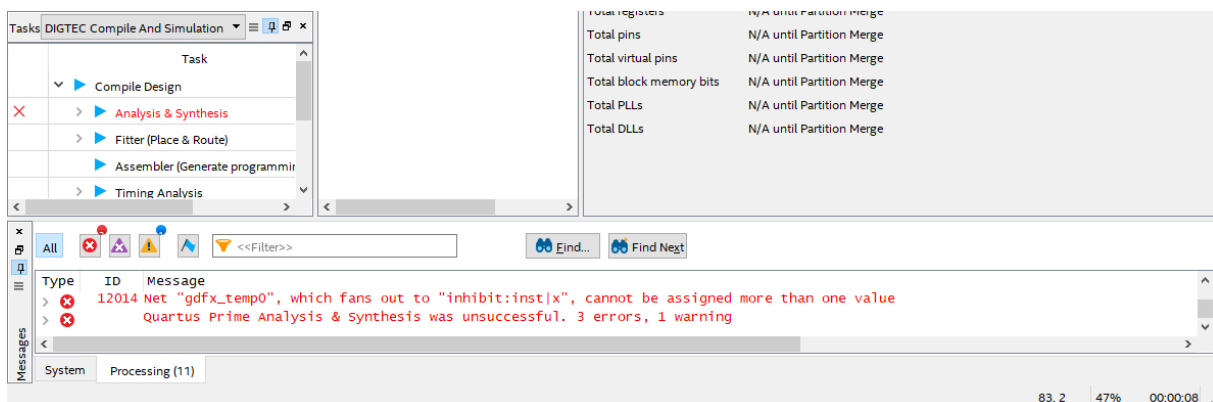 Total registers N/A until Partition Merge
Tasks DIGTEC Compile And Simulation
Total pins N/A until Partition Merge
Task
Total virtual pins N/A until Partition Merge
Compile Design
Total block memory bits N/A until Partition Merge
Analysis & Synthesis
Total PLLs N/A until Partition Merge
Fitter (Place & Route)
Total DLLs N/A until Partition Merge
Assembler (Generate programmin
Timing Analysis
All <<Filter>> Find... Find Next
Type ID Message
12014 Net "gdfx_temp0", which fans out to "inhibit:inst|x", cannot be assigned more than one value
Quartus Prime Analysis & Synthesis was unsuccessful. 3 errors, 1 warning
Messages
System Processing (11)
83, 2 47% 00:00:08